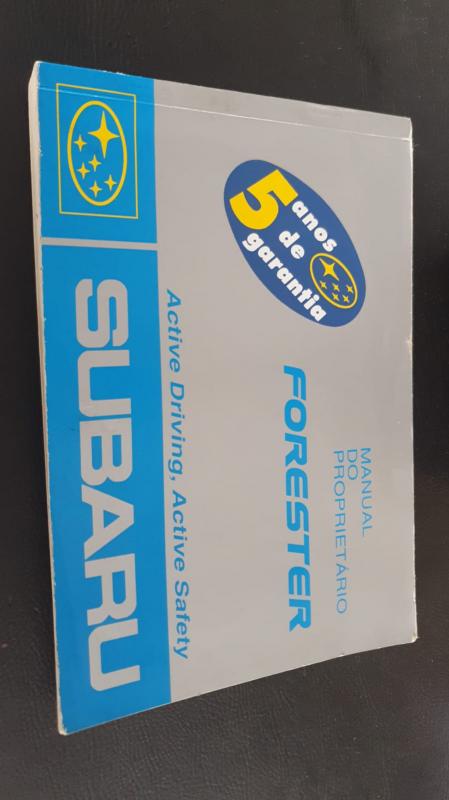 MANUAL
DO
PROPRIETÁRIO
FORESTER
5 anos
de
garantia
Active Driving, Active Safety
SUBARU